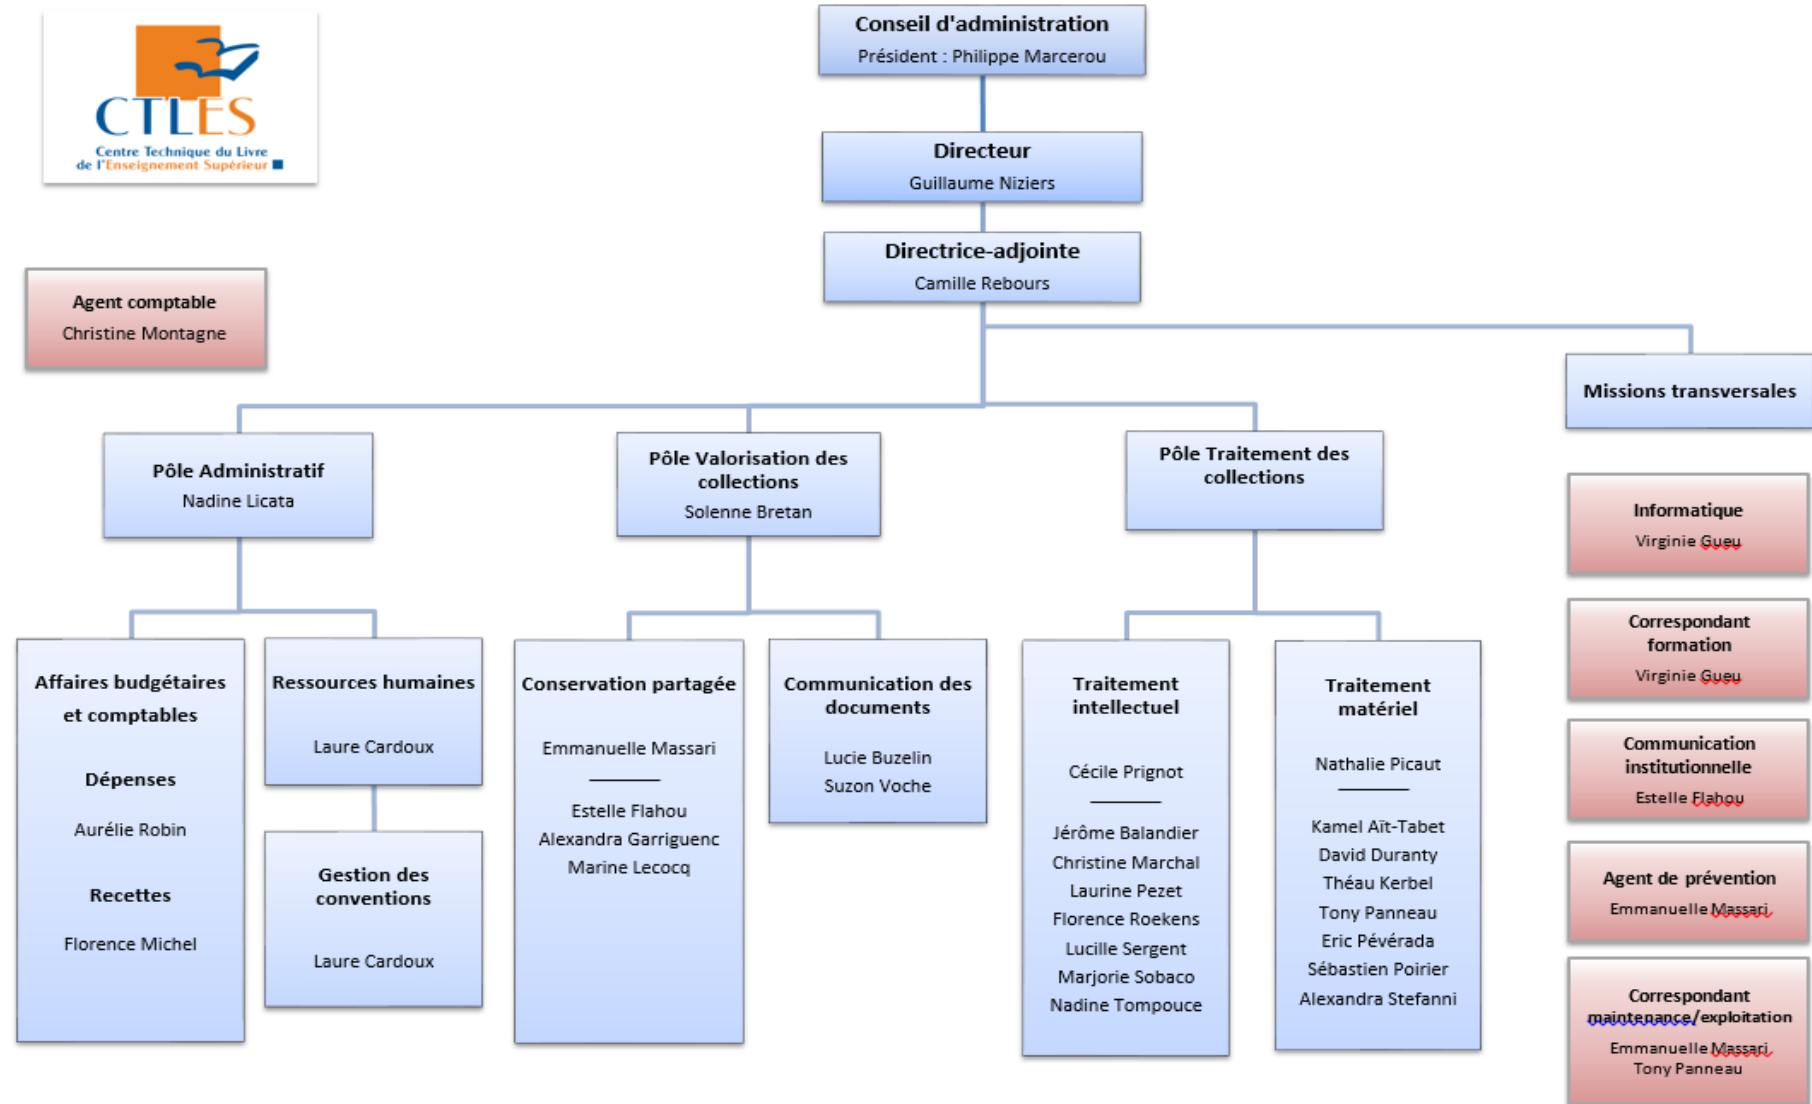 CTLES
Centre Technique du Livre
de l'Enseignement Supérieur
Conseil d'administration
Président : Philippe Marcerou
Directeur
Guillaume Niziers
Directrice-adjointe
Camille Rebours
Agent comptable
Christine Montagne
Missions transversales
Pôle Administratif
Nadine Licata
Pôle Valorisation des
collections
Solenne Bretan
Pôle Traitement des
collections
Affaires budgétaires
et comptables
Dépenses
Aurélie Robin
Recettes
Florence Michel
Ressources humaines
Laure Cardoux
Gestion des
conventions
Laure Cardoux
Conservation partagée
Emmanuelle Massari
Estelle Flahou
Alexandra Garriguenc
Marine Lecocq
Communication des
documents
Lucie Buzelin
Suzon Voche
Traitement
intellectuel
Cécile Prignot
Jérôme Balandier
Christine Marchal
Laurine Pezet
Florence Roekens
Lucille Sergent
Marjorie Sobaco
Nadine Tompouce
Traitement
matériel
Nathalie Picaut
Kamel Aït-Tabet
David Duranty
Théau Kerbel
Tony Panneau
Eric Pévérada
Sébastien Poirier
Alexandra Stefanni
Informatique
Virginie Gueu
Correspondant
formation
Virginie Gueu
Communication
institutionnelle
Estelle Flahou
Agent de prévention
Emmanuelle Massari
Correspondant
maintenance/exploitation
Emmanuelle Massari
Tony Panneau